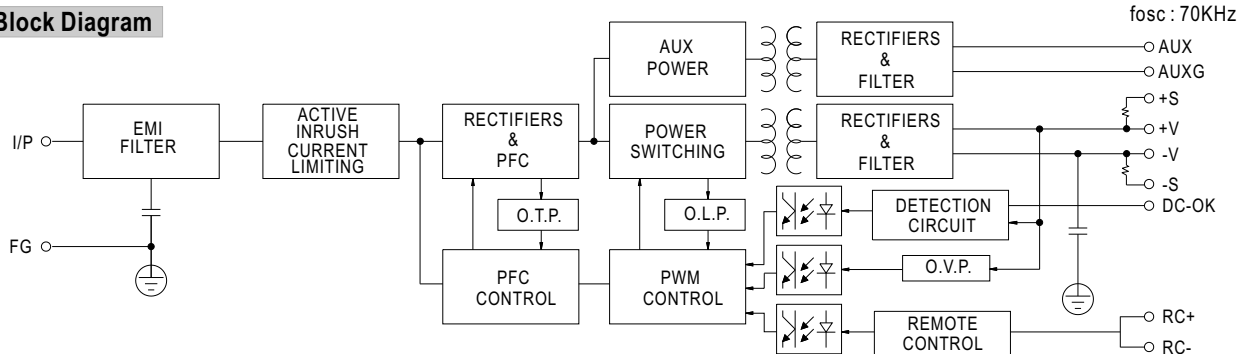 Block Diagram
fosc : 70KHz
I/P
EMI
FILTER
FG
ACTIVE
INRUSH
CURRENT
LIMITING
RECTIFIERS
&
PFC
O.T.P.
PFC
CONTROL
AUX
POWER
POWER
SWITCHING
O.L.P.
PWM
CONTROL
RECTIFIERS
&
FILTER
RECTIFIERS
&
FILTER
DETECTION
CIRCUIT
O.V.P.
REMOTE
CONTROL
AUX
AUXG
+S
+V
-V
-S
DC-OK
RC+
RC-